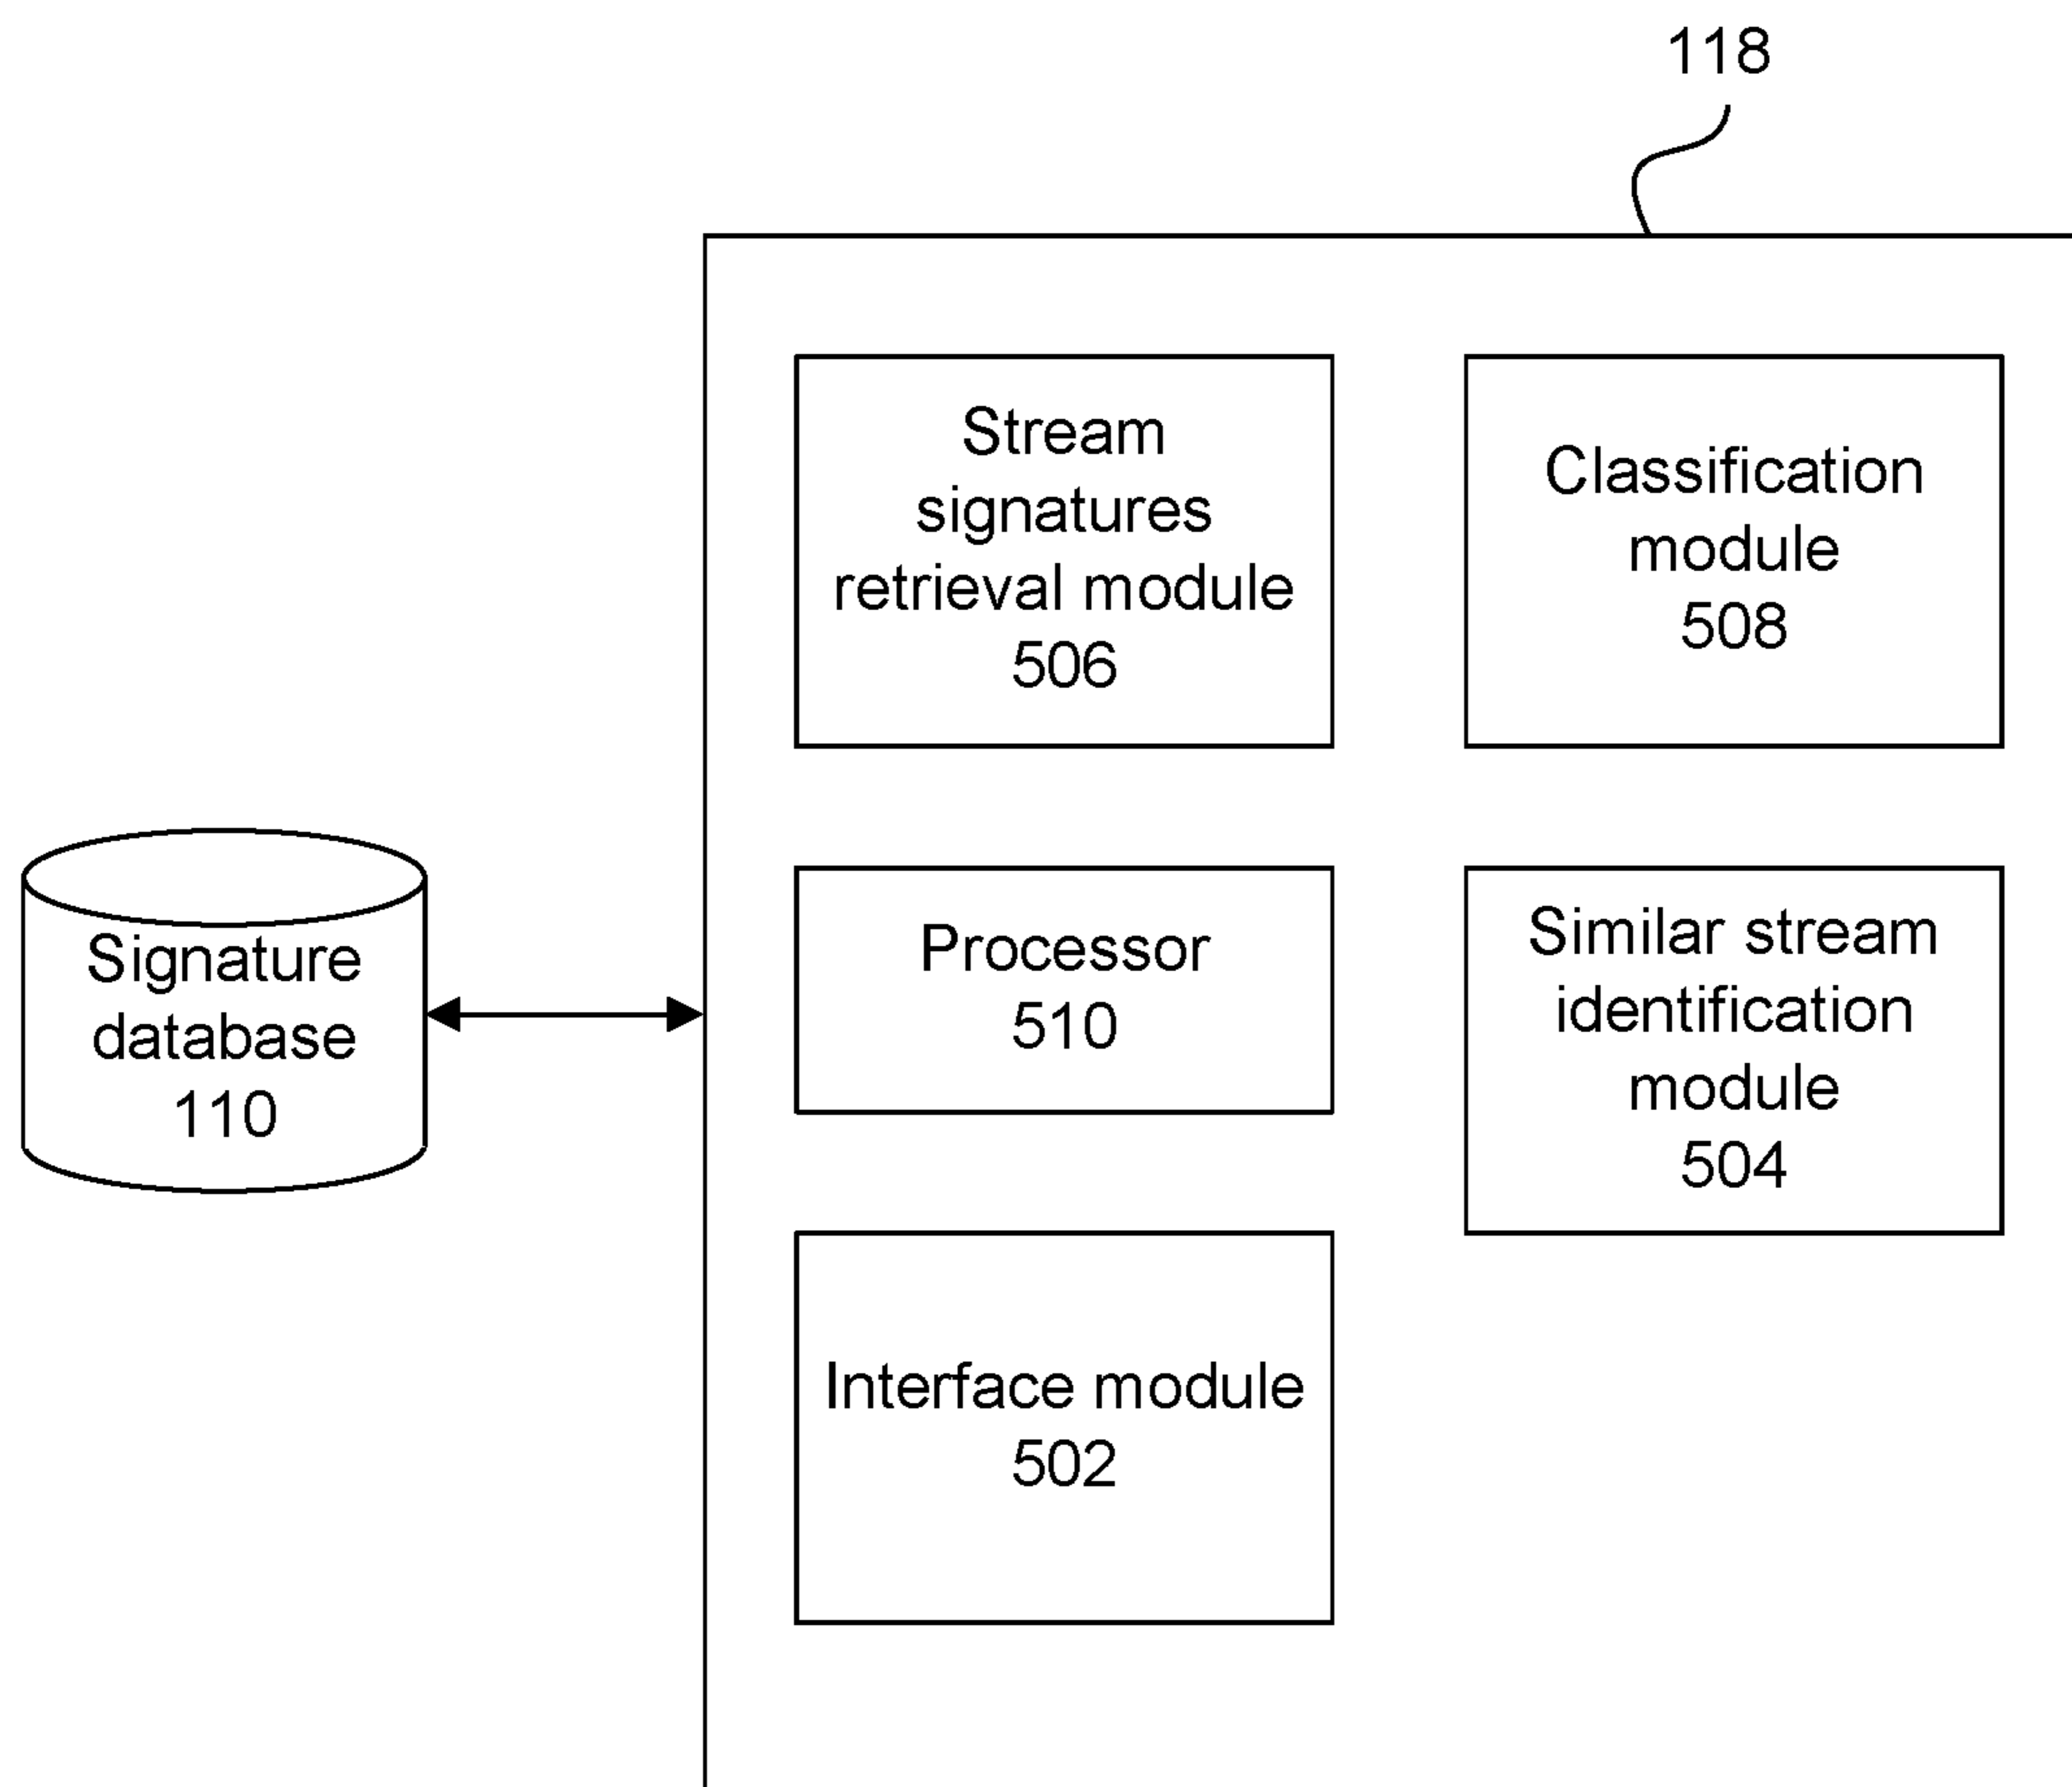 118
Stream
signatures
retrieval module
506
Classification
module
508
Signature
database
110
Processor
510
Similar stream
identification
module
504
Interface module
502